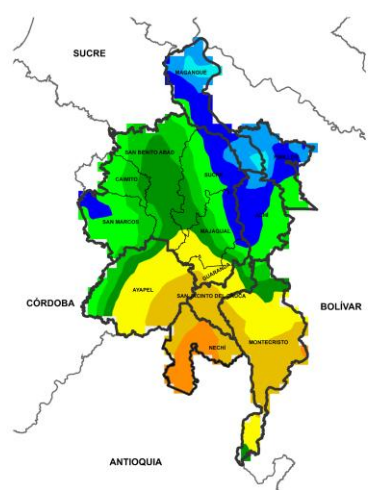 SUCRE
MAGANGUÉ
SAN BENITO ABAD
CAIMITO
SUCRE
SAN MARCOS
MAJAGUAL
GUARANDA
AYAPEL
SAN JACINTO DEL CAUCA
CÓRDOBA
BOLÍVAR
NECHÍ
MONTECRISTO
ANTIOQUIA